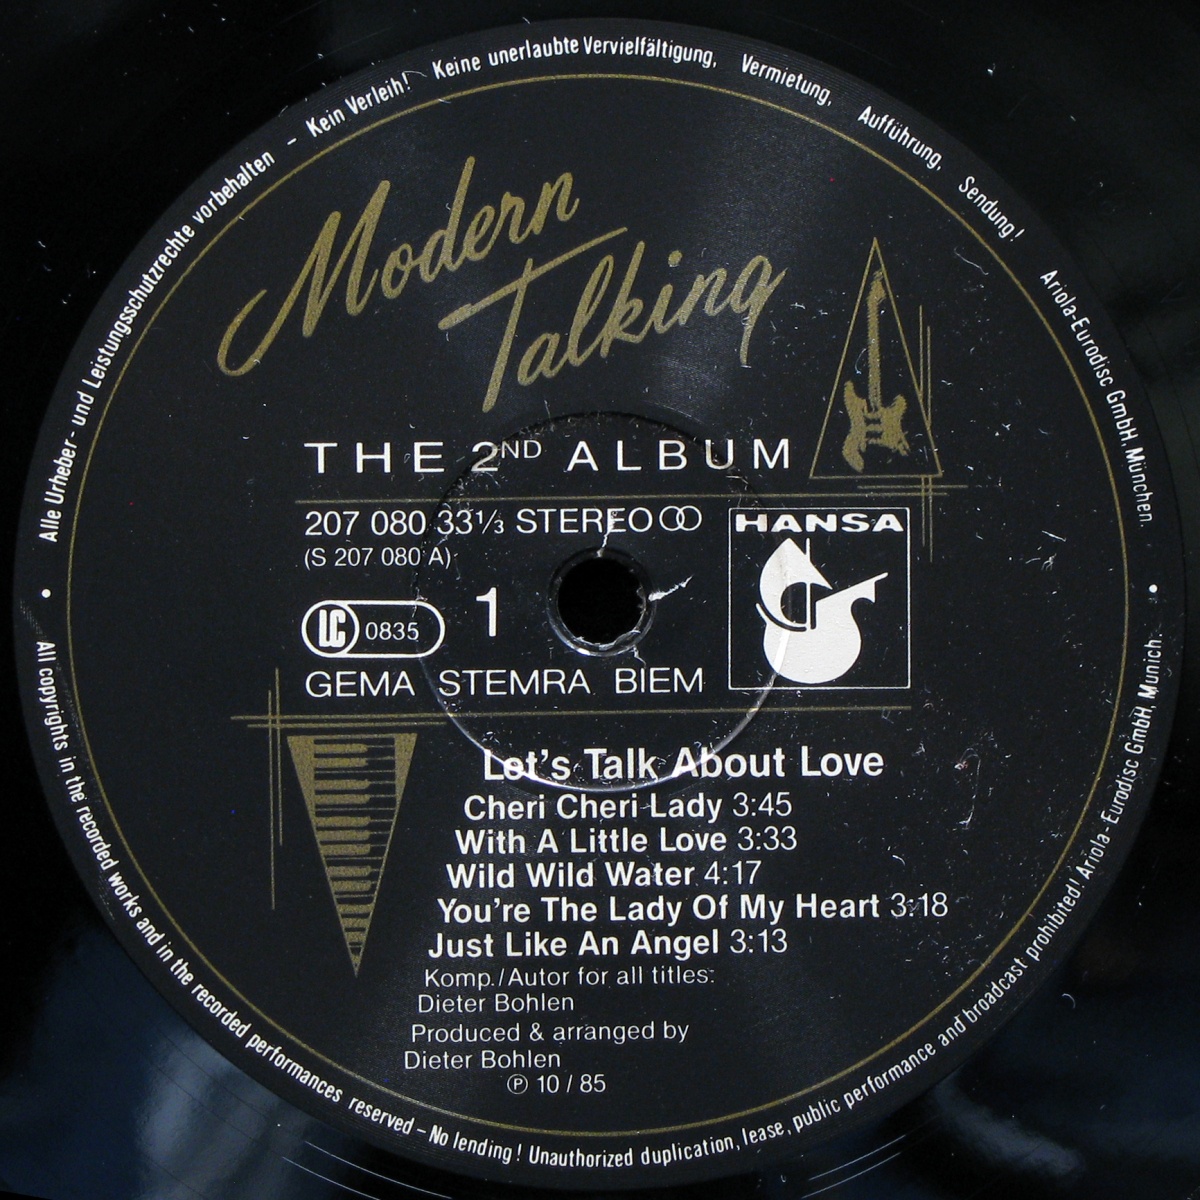 Alle Urheber- und Leistungsschutzrechte vorbehalten – Kein Verleih! Keine unerlaubte Vervielfältigung, Vermietung, Aufführung, Sendung! Ariola-Eurodisc GmbH, München.
Modern
Talking
THE 2ND ALBUM
207 080 33⅓ STEREO
(S 207 080 A)
HANSA
LC 0835
1
GEMA STEMRA BIEM
Let's Talk About Love
Cheri Cheri Lady 3:45
With A Little Love 3:33
Wild Wild Water 4:17
You're The Lady Of My Heart 3:18
Just Like An Angel 3:13
Komp./Autor for all titles:
Dieter Bohlen
Produced & arranged by
Dieter Bohlen
℗ 10 / 85
All copyrights in the recorded works and in the recorded performances reserved – No lending! Unauthorized duplication, lease, public performance and broadcast prohibited! Ariola-Eurodisc GmbH, Munich.